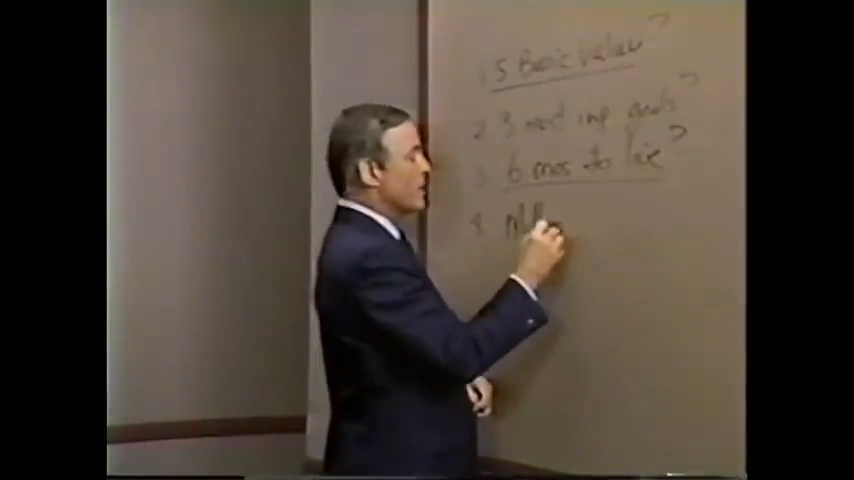 1. 5 Basic Values?
2. 3 most imp goals?
3. 6 mos to live?
4.